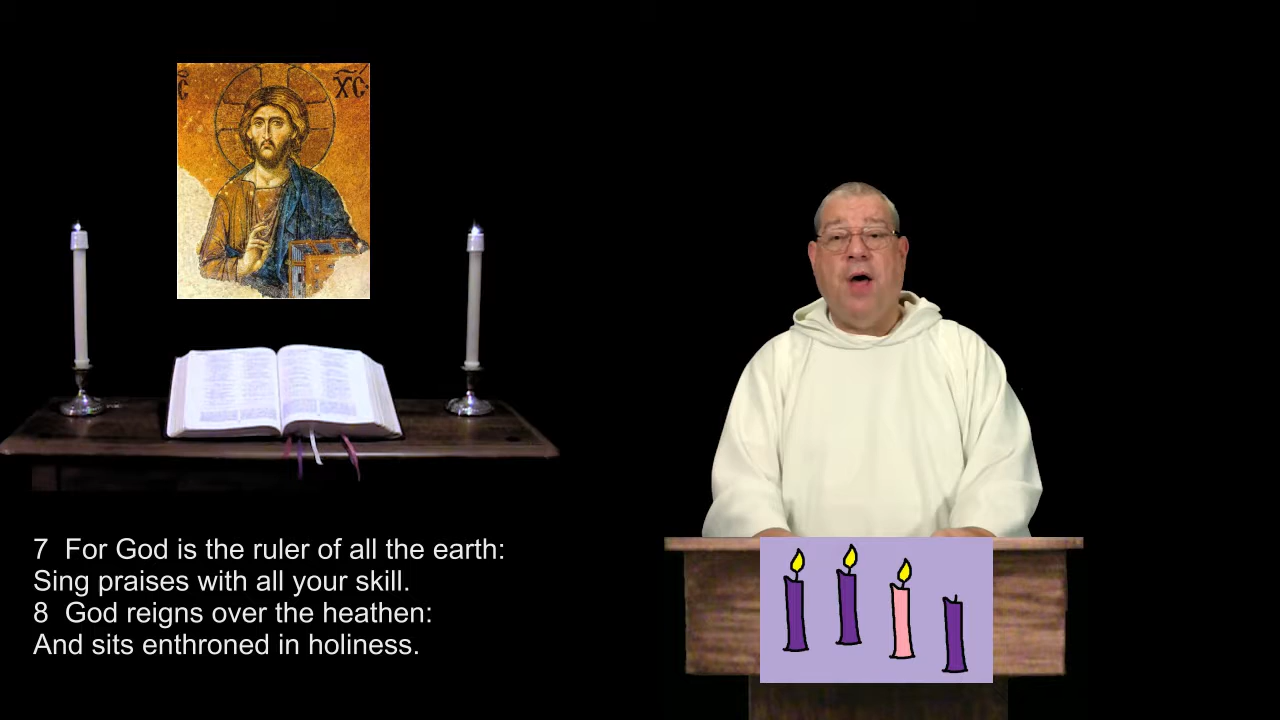 ΧC
7 For God is the ruler of all the earth:
Sing praises with all your skill.
8 God reigns over the heathen:
And sits enthroned in holiness.